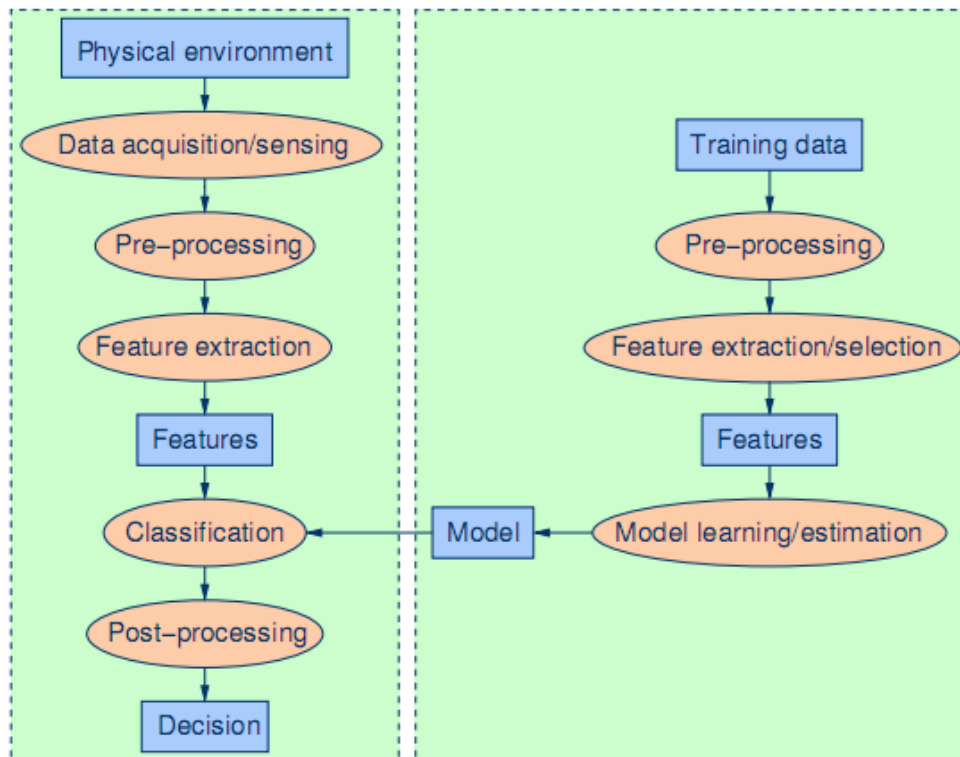 Physical environment
Data acquisition/sensing
Pre−processing
Feature extraction
Features
Classification
Post−processing
Decision
Training data
Pre−processing
Feature extraction/selection
Features
Model learning/estimation
Model